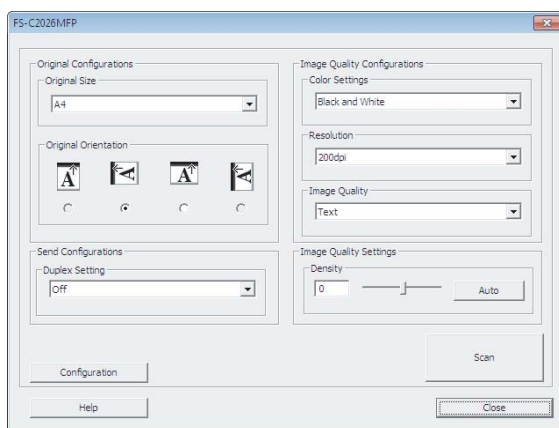 FS-C2026MFP
Original Configurations
Original Size
A4
Original Orientation
A A A A
Send Configurations
Duplex Setting
Off
Configuration
Help
Image Quality Configurations
Color Settings
Black and White
Resolution
200dpi
Image Quality
Text
Image Quality Settings
Density
0
Auto
Scan
Close